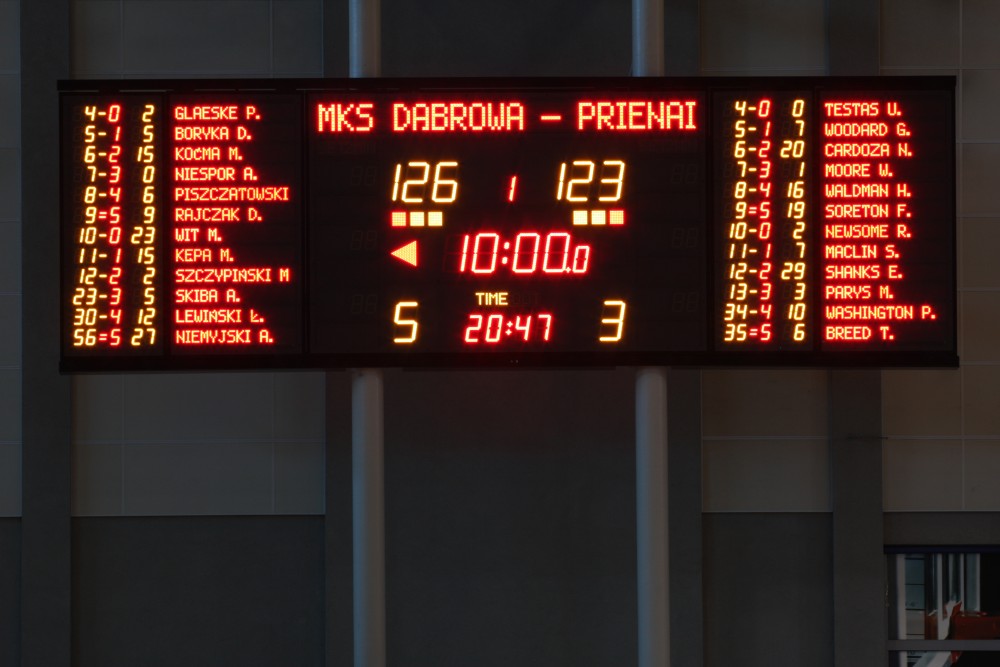 MKS DABROWA - PRIENAI
126 1 123
10:00.0
TIME
5 20:47 3
4-0 2 GLAESKE P.
5-1 5 BORYKA D.
6-2 15 KOCMA M.
7-3 0 NIESPOR A.
8-4 6 PISZCZATOWSKI
9=5 9 RAJCZAK D.
10-0 23 WIT M.
11-1 15 KEPA M.
12-2 2 SZCZYPIŃSKI M
23-3 5 SKIBA A.
30-4 12 LEWIŃSKI Ł.
56=5 27 NIEMYJSKI A.
4-0 0 TESTAS U.
5-1 7 WOODARD G.
6-2 20 CARDOZA N.
7-3 1 MOORE W.
8-4 16 WALDMAN H.
9=5 19 SORETON F.
10-0 2 NEWSOME R.
11-1 7 MACLIN S.
12-2 29 SHANKS E.
13-3 3 PARYS M.
34-4 10 WASHINGTON P.
35=5 6 BREED T.